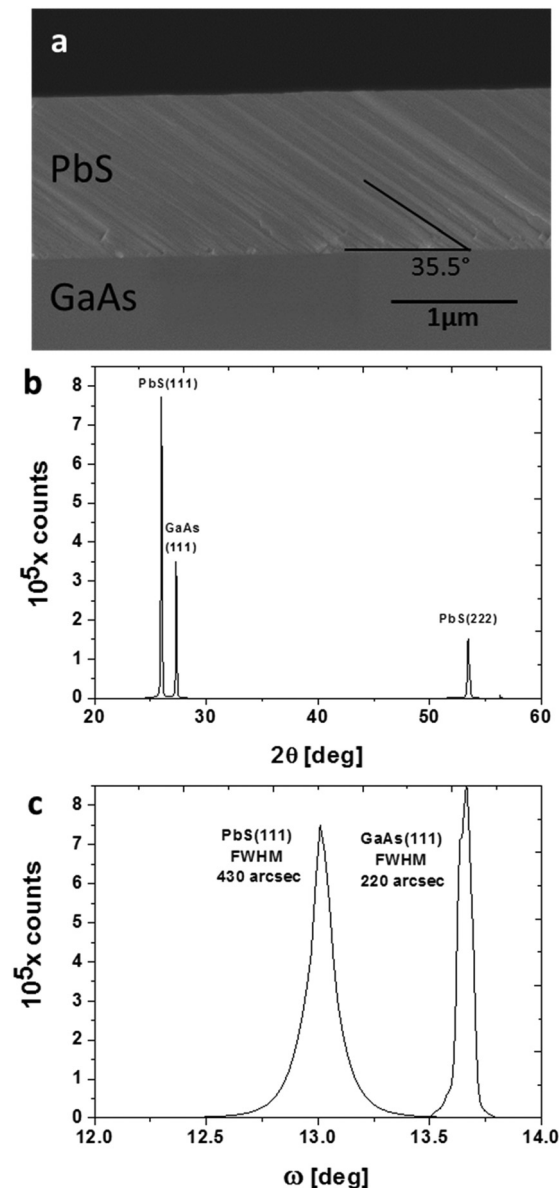 a
PbS
35.5°
GaAs
1µm
b
PbS(111)
GaAs
(111)
PbS(222)
10⁵x counts
8
7
6
5
4
3
2
1
0
20
30
40
50
60
2θ [deg]
c
PbS(111)
FWHM
430 arcsec
GaAs(111)
FWHM
220 arcsec
10⁵x counts
8
7
6
5
4
3
2
1
0
12.0
12.5
13.0
13.5
14.0
ω [deg]